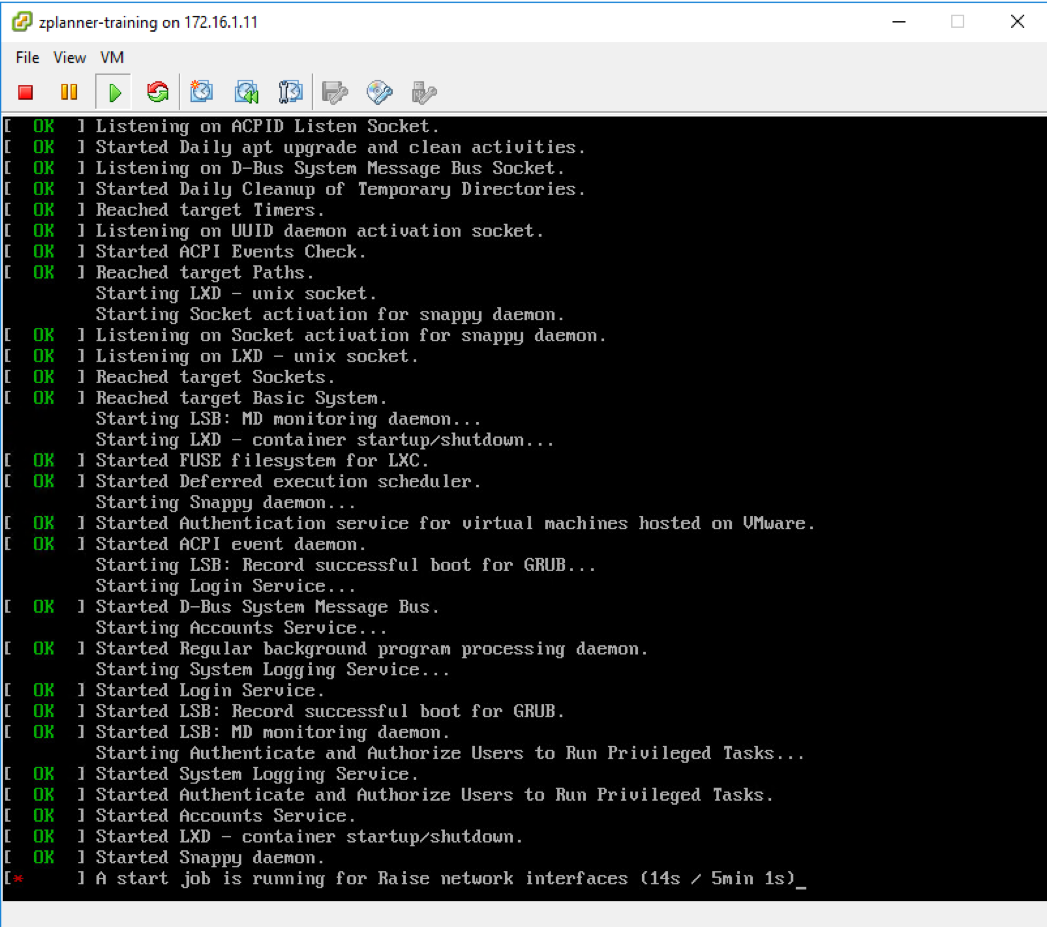 zplanner-training on 172.16.1.11
File View VM
[ OK ] Listening on ACPID Listen Socket.
[ OK ] Started Daily apt upgrade and clean activities.
[ OK ] Listening on D-Bus System Message Bus Socket.
[ OK ] Started Daily Cleanup of Temporary Directories.
[ OK ] Reached target Timers.
[ OK ] Listening on UUID daemon activation socket.
[ OK ] Started ACPI Events Check.
[ OK ] Reached target Paths.
Starting LXD - unix socket.
Starting Socket activation for snappy daemon.
[ OK ] Listening on Socket activation for snappy daemon.
[ OK ] Listening on LXD - unix socket.
[ OK ] Reached target Sockets.
[ OK ] Reached target Basic System.
Starting LSB: MD monitoring daemon...
Starting LXD - container startup/shutdown...
[ OK ] Started FUSE filesystem for LXC.
[ OK ] Started Deferred execution scheduler.
Starting Snappy daemon...
[ OK ] Started Authentication service for virtual machines hosted on VMware.
[ OK ] Started ACPI event daemon.
Starting LSB: Record successful boot for GRUB...
Starting Login Service...
[ OK ] Started D-Bus System Message Bus.
Starting Accounts Service...
[ OK ] Started Regular background program processing daemon.
Starting System Logging Service...
[ OK ] Started Login Service.
[ OK ] Started LSB: Record successful boot for GRUB.
[ OK ] Started LSB: MD monitoring daemon.
Starting Authenticate and Authorize Users to Run Privileged Tasks...
[ OK ] Started System Logging Service.
[ OK ] Started Authenticate and Authorize Users to Run Privileged Tasks.
[ OK ] Started Accounts Service.
[ OK ] Started LXD - container startup/shutdown.
[ OK ] Started Snappy daemon.
[* ] A start job is running for Raise network interfaces (14s / 5min 1s)_